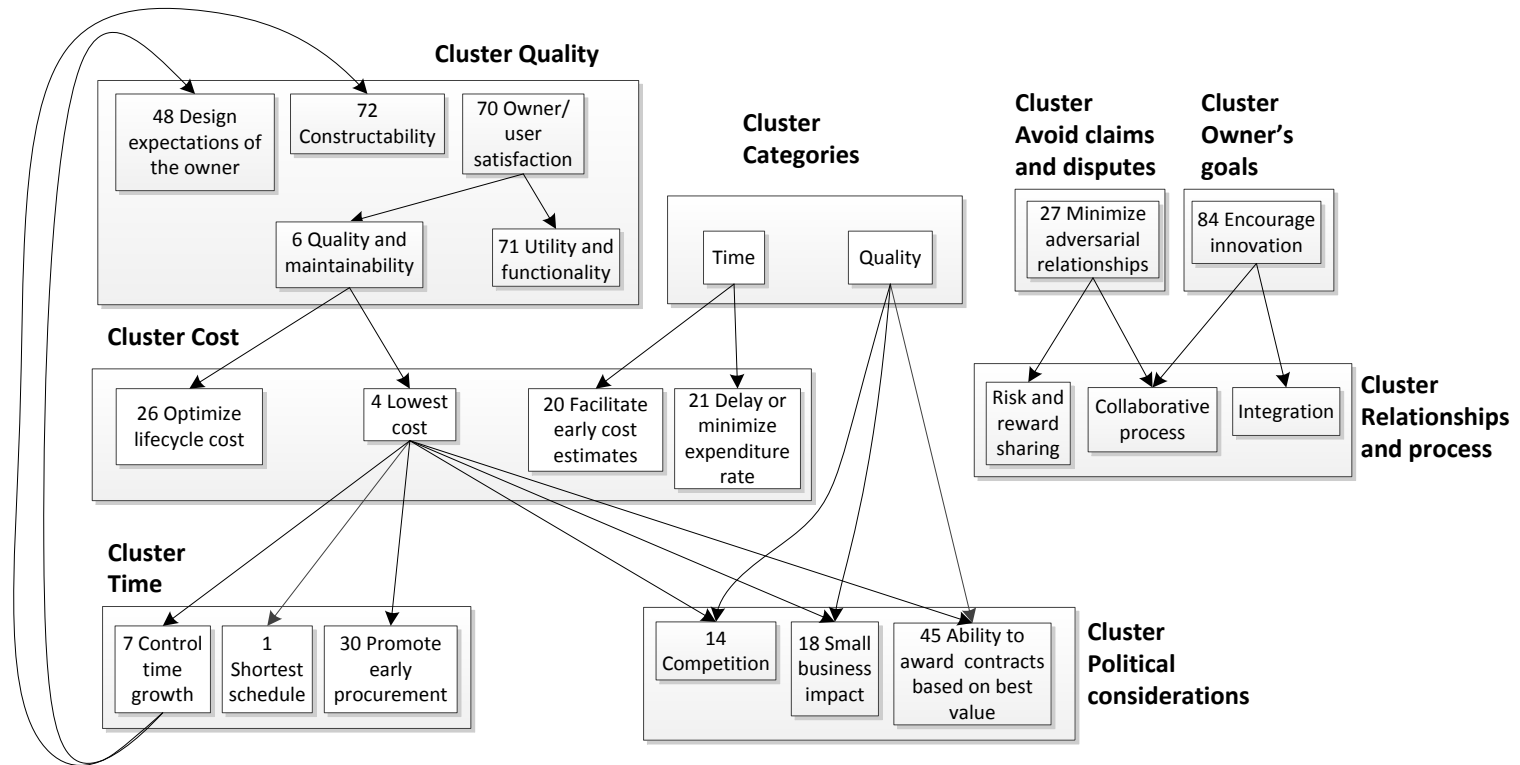 Cluster Quality
48 Design
expectations of
the owner
72
Constructability
70 Owner/
user
satisfaction
6 Quality and
maintainability
71 Utility and
functionality
Cluster
Categories
Time
Quality
Cluster
Avoid claims
and disputes
27 Minimize
adversarial
relationships
Cluster
Owner's
goals
84 Encourage
innovation
Cluster Cost
26 Optimize
lifecycle cost
4 Lowest
cost
20 Facilitate
early cost
estimates
21 Delay or
minimize
expenditure
rate
Risk and
reward
sharing
Collaborative
process
Integration
Cluster
Relationships
and process
Cluster
Time
7 Control
time
growth
1
Shortest
schedule
30 Promote
early
procurement
14
Competition
18 Small
business
impact
45 Ability to
award contracts
based on best
value
Cluster
Political
considerations